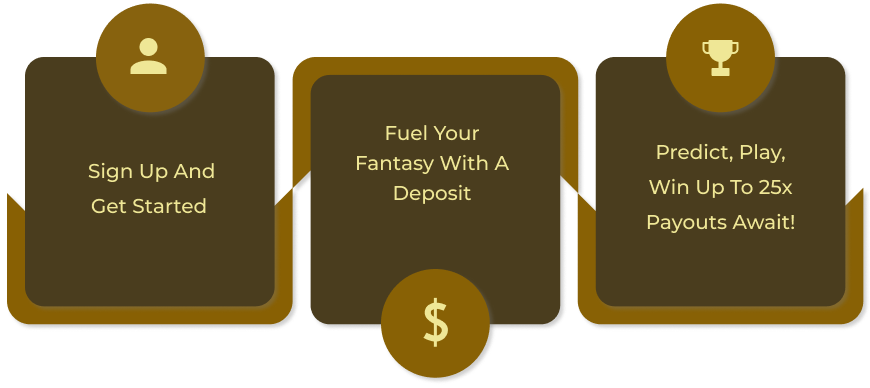 Sign Up And
Get Started
Fuel Your
Fantasy With A
Deposit
$
Predict, Play,
Win Up To 25x
Payouts Await!